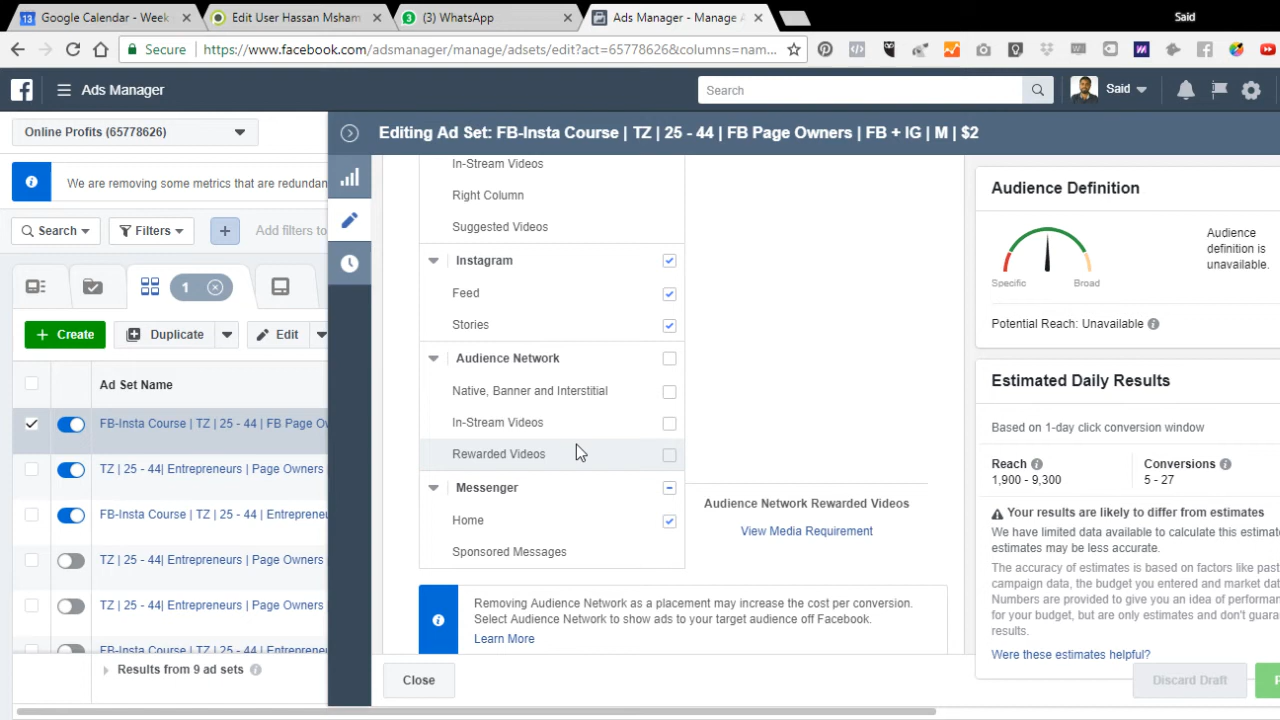 13 Google Calendar - Week
Edit User Hassan Msham
(3) WhatsApp
Ads Manager - Manage A
Said
Secure
https://www.facebook.com/adsmanager/manage/adsets/edit?act=65778626&columns=nam...
Ads Manager
Search
Said
Online Profits (65778626)
Editing Ad Set: FB-Insta Course | TZ | 25 - 44 | FB Page Owners | FB + IG | M | $2
We are removing some metrics that are redundan
Search
Filters
Add filters to
1
Create
Duplicate
Edit
Ad Set Name
FB-Insta Course | TZ | 25 - 44 | FB Page Ow
TZ | 25 - 44| Entrepreneurs | Page Owners
FB-Insta Course | TZ | 25 - 44 | Entrepreneu
TZ | 25 - 44| Entrepreneurs | Page Owners
TZ | 25 - 44| Entrepreneurs | Page Owners
FB-Insta Course | TZ | 25 - 44 | Entrepreneu
Results from 9 ad sets
In-Stream Videos
Right Column
Suggested Videos
Instagram
Feed
Stories
Audience Network
Native, Banner and Interstitial
In-Stream Videos
Rewarded Videos
Messenger
Home
Sponsored Messages
Audience Network Rewarded Videos
View Media Requirement
Removing Audience Network as a placement may increase the cost per conversion.
Select Audience Network to show ads to your target audience off Facebook.
Learn More
Close
Audience Definition
Specific
Broad
Audience
definition is
unavailable.
Potential Reach: Unavailable
Estimated Daily Results
Based on 1-day click conversion window
Reach
1,900 - 9,300
Conversions
5 - 27
Your results are likely to differ from estimates
We have limited data available to calculate this estimate
estimates may be less accurate.
The accuracy of estimates is based on factors like past
campaign data, the budget you entered and market dat
Numbers are provided to give you an idea of performan
for your budget, but are only estimates and don't guara
results.
Were these estimates helpful?
Discard Draft